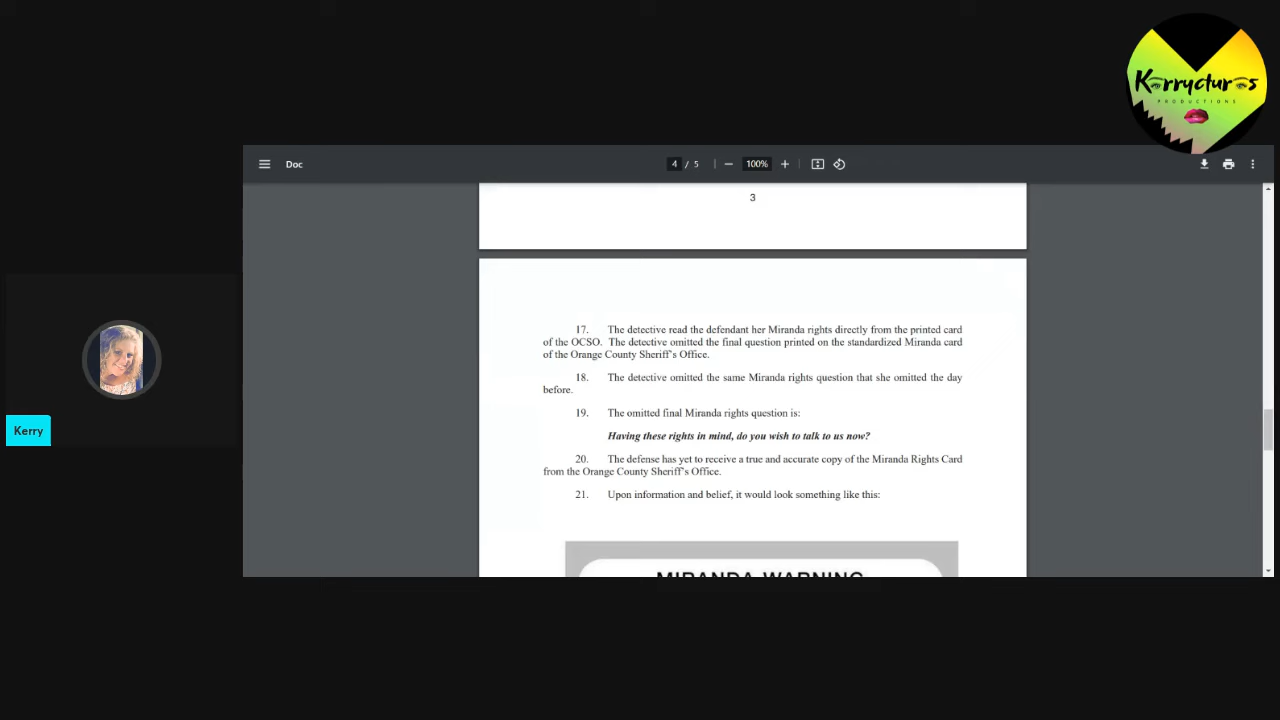 Kerryctures
PRODUCTIONS
Doc
4 / 5
100%
3
17. The detective read the defendant her Miranda rights directly from the printed card
of the OCSO. The detective omitted the final question printed on the standardized Miranda card
of the Orange County Sheriff's Office.
18. The detective omitted the same Miranda rights question that she omitted the day
before.
19. The omitted final Miranda rights question is:
Having these rights in mind, do you wish to talk to us now?
20. The defense has yet to receive a true and accurate copy of the Miranda Rights Card
from the Orange County Sheriff's Office.
21. Upon information and belief, it would look something like this:
MIRANDA WARNING
Kerry